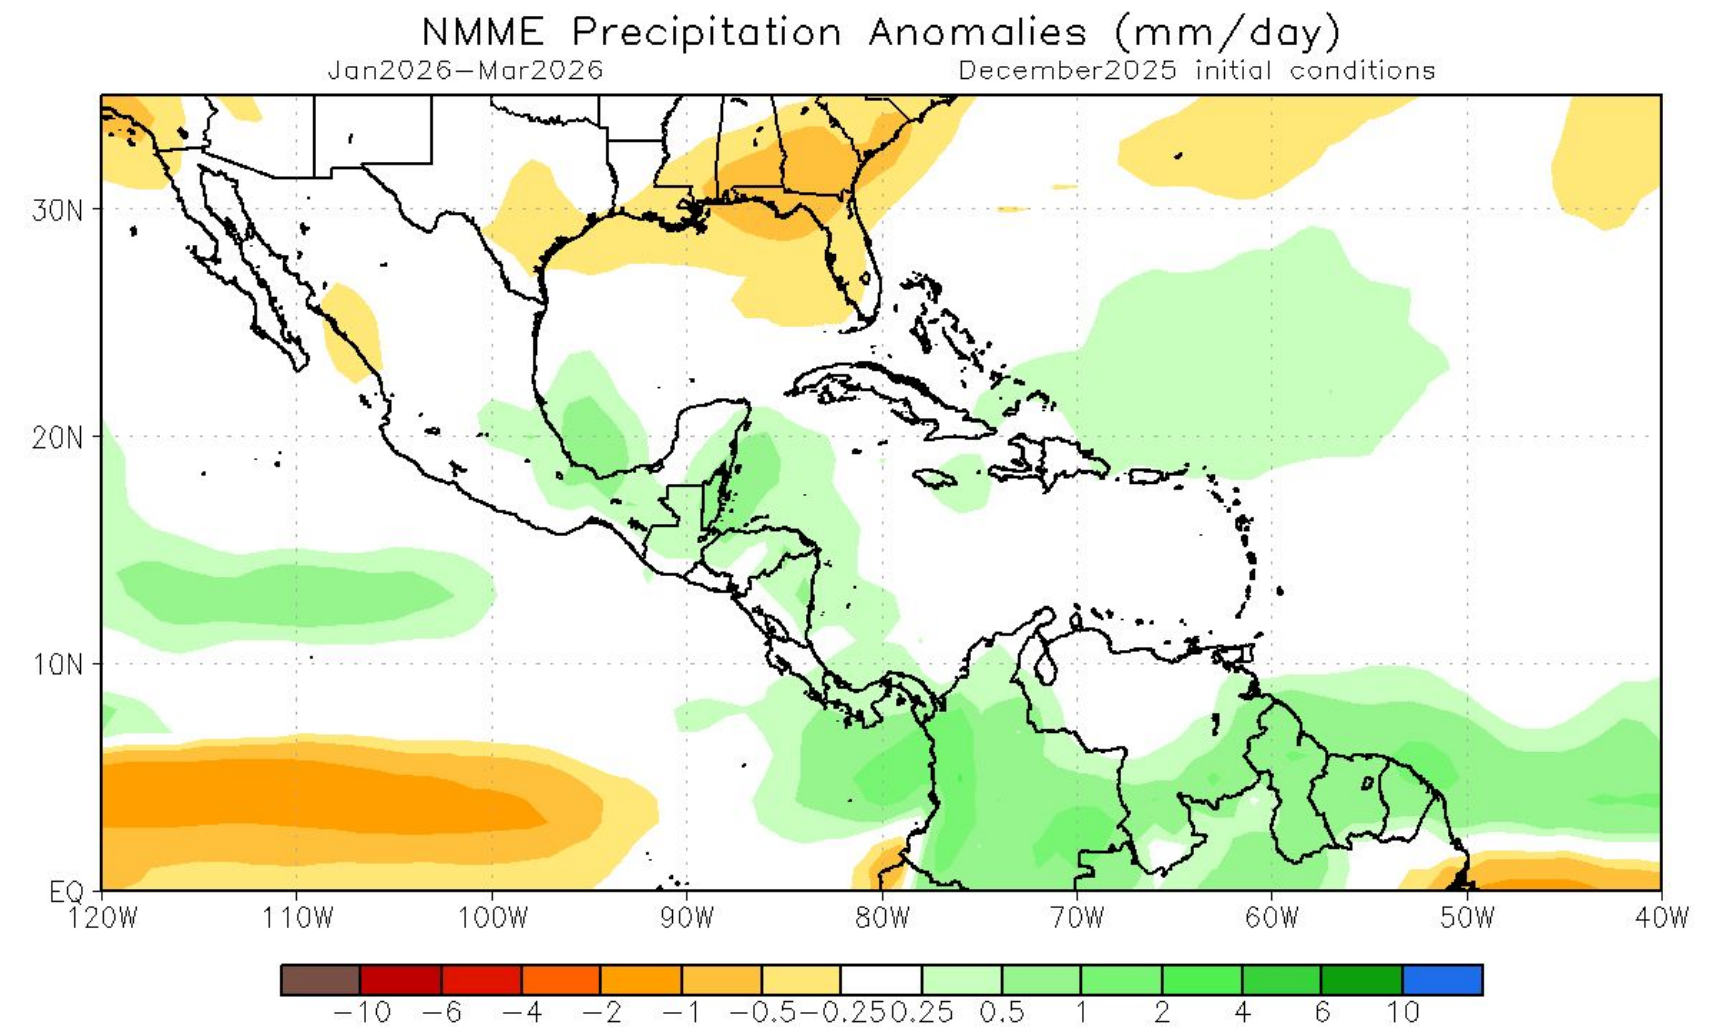 NMME Precipitation Anomalies (mm/day)
Jan2026-Mar2026 December2025 initial conditions
30N
20N
10N
EQ
120W 110W 100W 90W 80W 70W 60W 50W 40W
-10 -6 -4 -2 -1 -0.5 -0.25 0.25 0.5 1 2 4 6 10